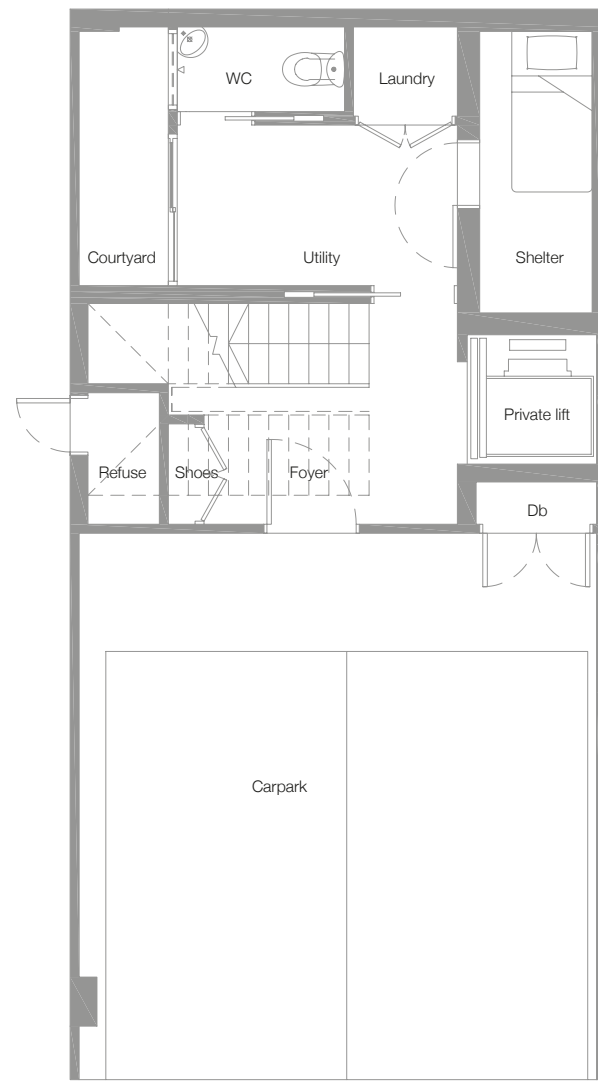 WC
Laundry
Courtyard
Utility
Shelter
Private lift
Refuse
Shoes
Foyer
Db
Carpark